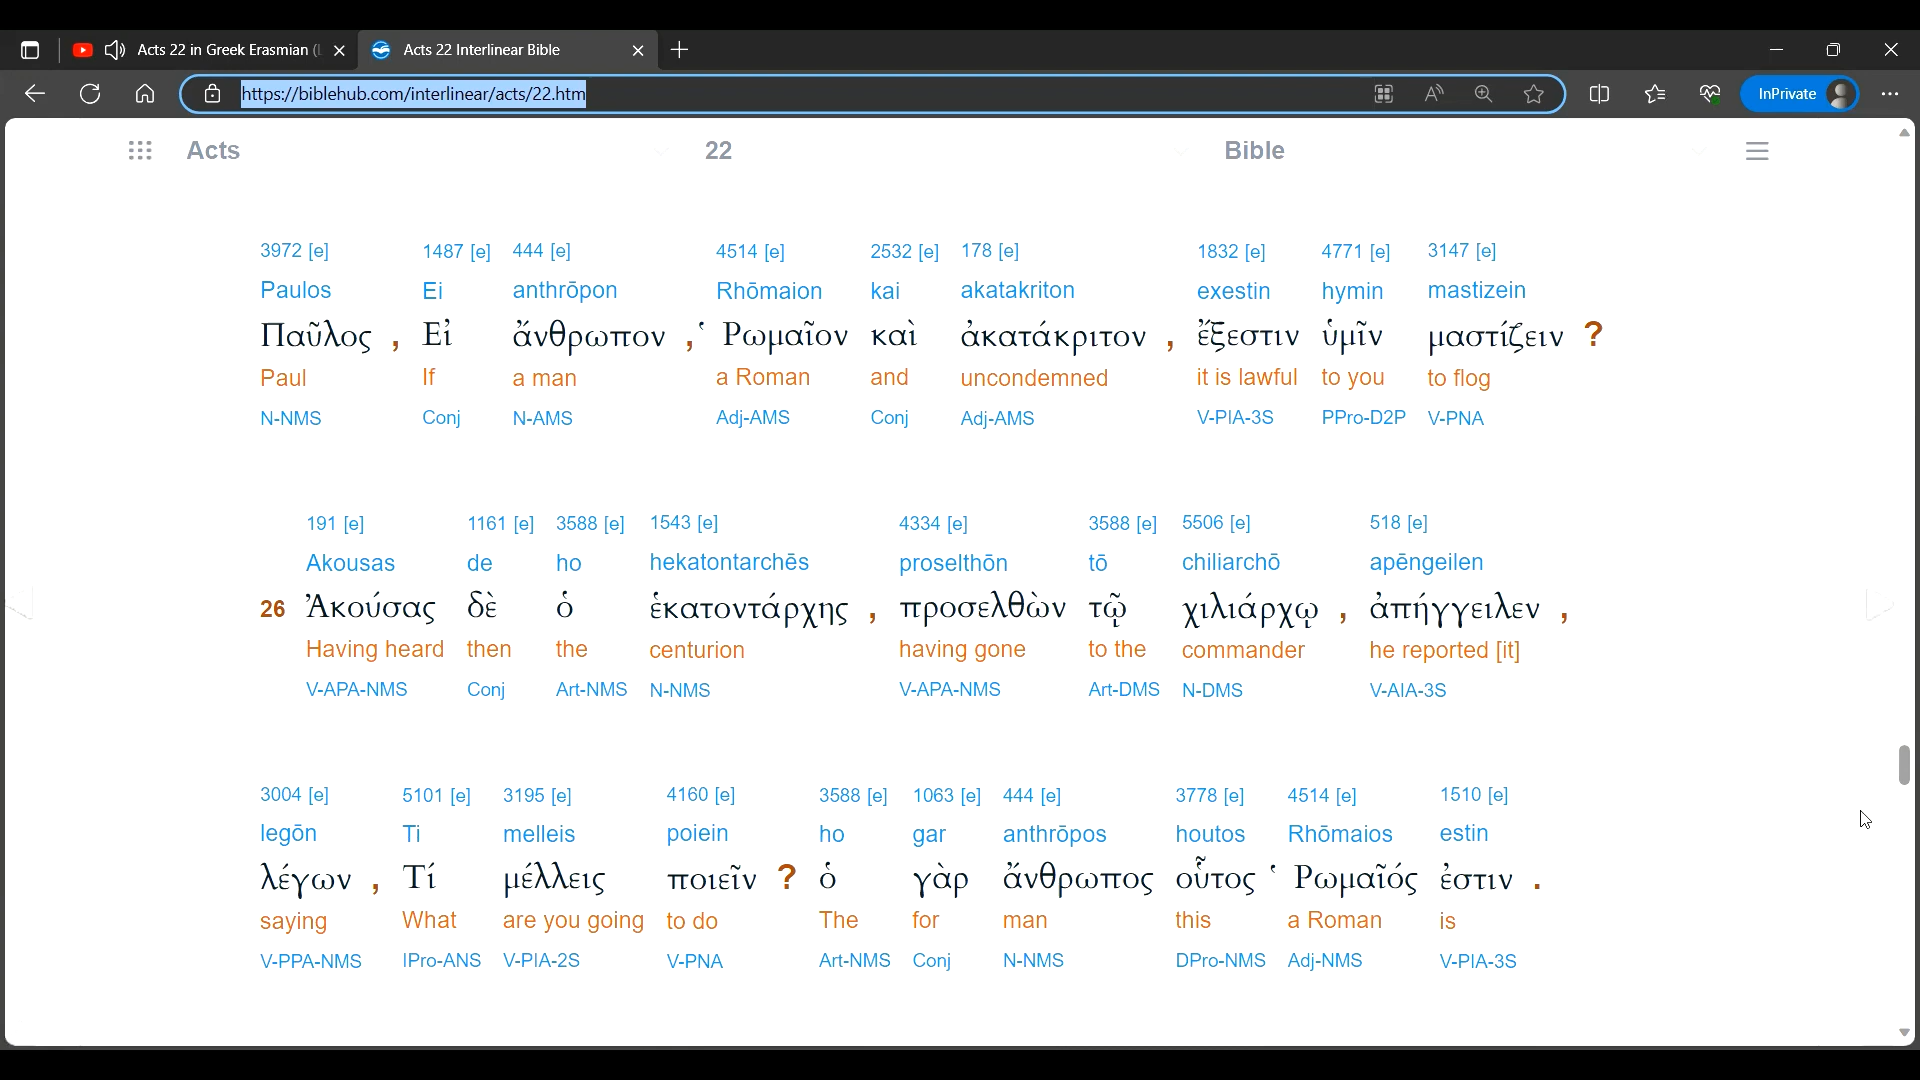 Acts 22 in Greek Erasmian (
Acts 22 Interlinear Bible
https://biblehub.com/interlinear/acts/22.htm
InPrivate
Acts 22 Bible
3972 [e] 1487 [e] 444 [e] 4514 [e] 2532 [e] 178 [e] 1832 [e] 4771 [e] 3147 [e]
Paulos Ei anthrōpon Rhōmaion kai akatakriton exestin hymin mastizein
Παῦλος , Εἰ ἄνθρωπον , Ῥωμαῖον καὶ ἀκατάκριτον , ἔξεστιν ὑμῖν μαστίζειν ?
Paul If a man a Roman and uncondemned it is lawful to you to flog
N-NMS Conj N-AMS Adj-AMS Conj Adj-AMS V-PIA-3S PPro-D2P V-PNA
191 [e] 1161 [e] 3588 [e] 1543 [e] 4334 [e] 3588 [e] 5506 [e] 518 [e]
Akousas de ho hekatontarchēs proselthōn tō chiliarchō apēngeilen
26 Ἀκούσας δὲ ὁ ἑκατοντάρχης , προσελθὼν τῷ χιλιάρχῳ , ἀπήγγειλεν ,
Having heard then the centurion having gone to the commander he reported [it]
V-APA-NMS Conj Art-NMS N-NMS V-APA-NMS Art-DMS N-DMS V-AIA-3S
3004 [e] 5101 [e] 3195 [e] 4160 [e] 3588 [e] 1063 [e] 444 [e] 3778 [e] 4514 [e] 1510 [e]
legōn Ti melleis poiein ho gar anthrōpos houtos Rhōmaios estin
λέγων , Τί μέλλεις ποιεῖν ? ὁ γὰρ ἄνθρωπος οὗτος Ῥωμαῖός ἐστιν .
saying What are you going to do The for man this a Roman is
V-PPA-NMS IPro-ANS V-PIA-2S V-PNA Art-NMS Conj N-NMS DPro-NMS Adj-NMS V-PIA-3S